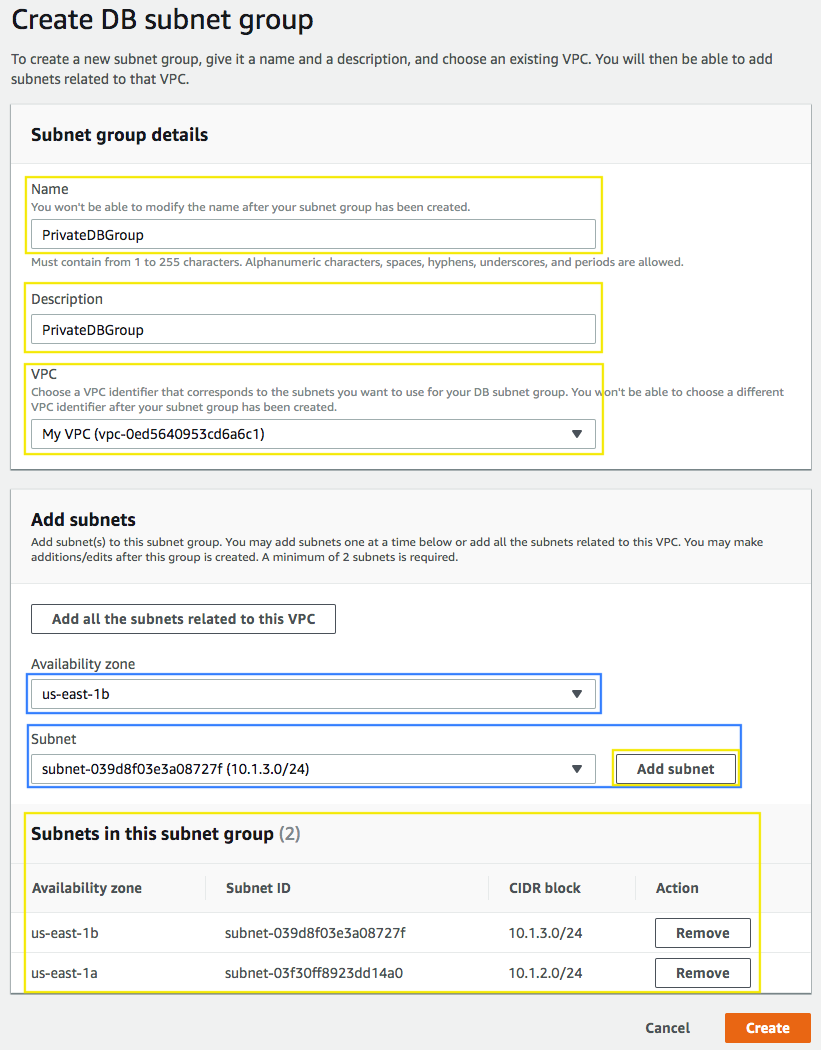 Create DB subnet group
To create a new subnet group, give it a name and a description, and choose an existing VPC. You will then be able to add
subnets related to that VPC.
Subnet group details
Name
You won't be able to modify the name after your subnet group has been created.
PrivateDBGroup
Must contain from 1 to 255 characters. Alphanumeric characters, spaces, hyphens, underscores, and periods are allowed.
Description
PrivateDBGroup
VPC
Choose a VPC identifier that corresponds to the subnets you want to use for your DB subnet group. You won't be able to choose a different
VPC identifier after your subnet group has been created.
My VPC (vpc-0ed5640953cd6a6c1)
Add subnets
Add subnet(s) to this subnet group. You may add subnets one at a time below or add all the subnets related to this VPC. You may make
additions/edits after this group is created. A minimum of 2 subnets is required.
Add all the subnets related to this VPC
Availability zone
us-east-1b
Subnet
subnet-039d8f03e3a08727f (10.1.3.0/24) Add subnet
Subnets in this subnet group (2)
Availability zone Subnet ID CIDR block Action
us-east-1b subnet-039d8f03e3a08727f 10.1.3.0/24 Remove
us-east-1a subnet-03f30ff8923dd14a0 10.1.2.0/24 Remove
Cancel Create